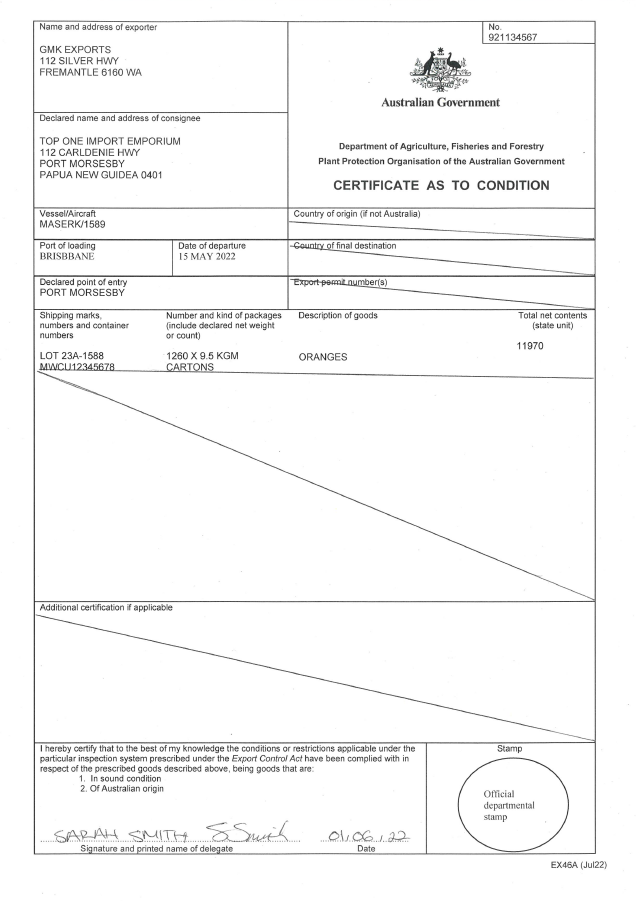 Name and address of exporter
GMK EXPORTS
112 SILVER HWY
FREMANTLE 6160 WA
No.
921134567
Australian Government
Department of Agriculture, Fisheries and Forestry
Plant Protection Organisation of the Australian Government
CERTIFICATE AS TO CONDITION
Declared name and address of consignee
TOP ONE IMPORT EMPORIUM
112 CARLDENIE HWY
PORT MORSESBY
PAPUA NEW GUIDEA 0401
Vessel/Aircraft
MASERK/1589
Country of origin (if not Australia)
Port of loading
BRISBBANE
Date of departure
15 MAY 2022
Country of final destination
Declared point of entry
PORT MORSESBY
Export permit number(s)
Shipping marks,
numbers and container
numbers
LOT 23A-1588
MWCU12345678
Number and kind of packages
(include declared net weight
or count)
1260 X 9.5 KGM
CARTONS
Description of goods
ORANGES
Total net contents
(state unit)
11970
Additional certification if applicable
I hereby certify that to the best of my knowledge the conditions or restrictions applicable under the
particular inspection system prescribed under the Export Control Act have been complied with in
respect of the prescribed goods described above, being goods that are:
1. In sound condition
2. Of Australian origin
SARAH SMITH S.Smith 01.06.22
Signature and printed name of delegate
Date
Stamp
Official
departmental
stamp
EX46A (Jul22)